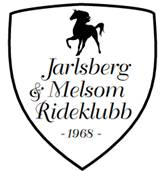 Jarlsberg
& Melsom
Rideklubb
- 1968 -